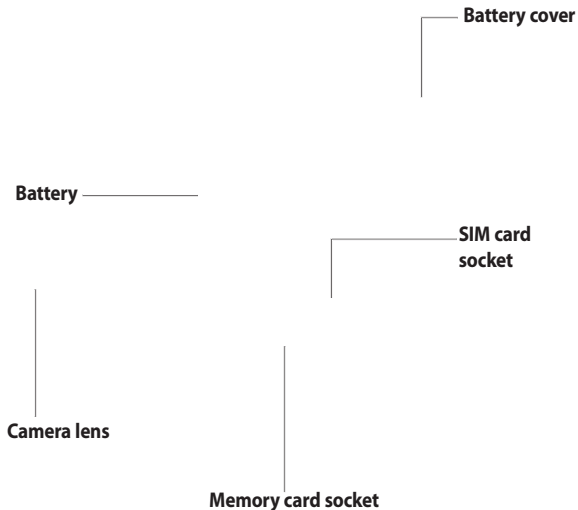 Battery cover
Battery
SIM card
socket
Camera lens
Memory card socket